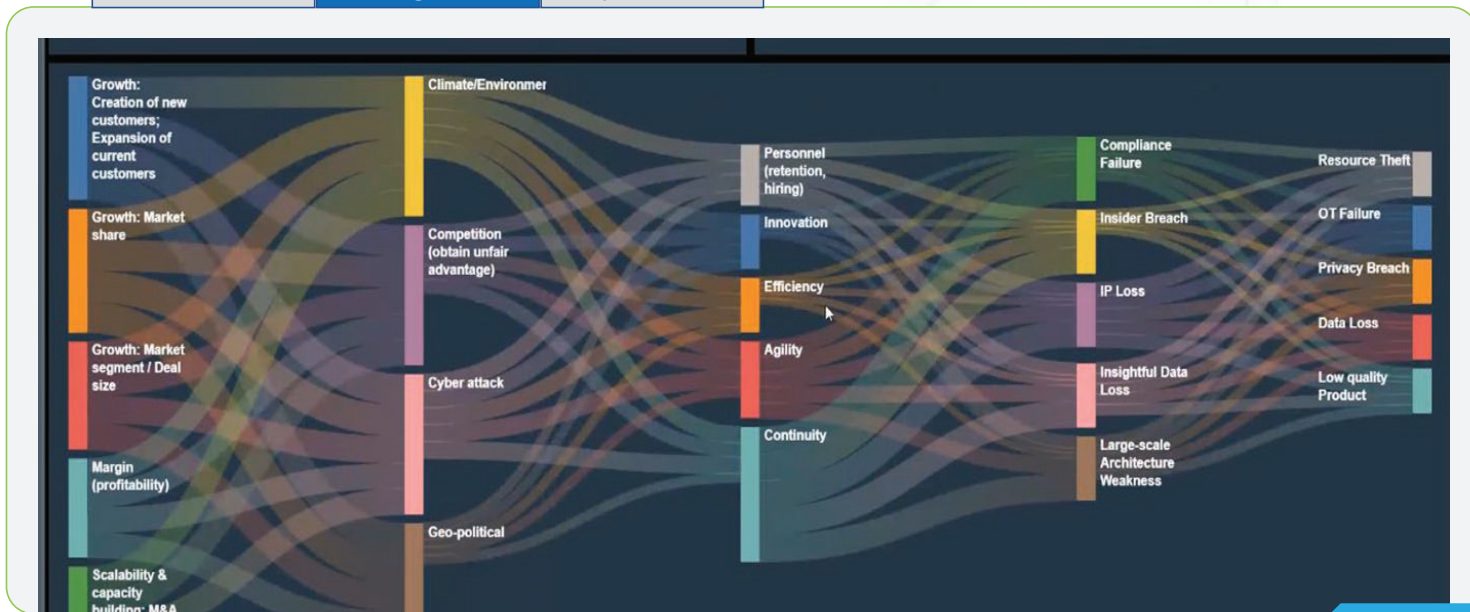 Growth:
Creation of new
customers;
Expansion of
current
customers
Growth: Market
share
Growth: Market
segment / Deal
size
Margin
(profitability)
Scalability &
capacity
building; M&A
Climate/Environmer
Competition
(obtain unfair
advantage)
Cyber attack
Geo-political
Personnel
(retention,
hiring)
Innovation
Efficiency
Agility
Continuity
Compliance
Failure
Insider Breach
IP Loss
Insightful Data
Loss
Large-scale
Architecture
Weakness
Resource Theft
OT Failure
Privacy Breach
Data Loss
Low quality
Product